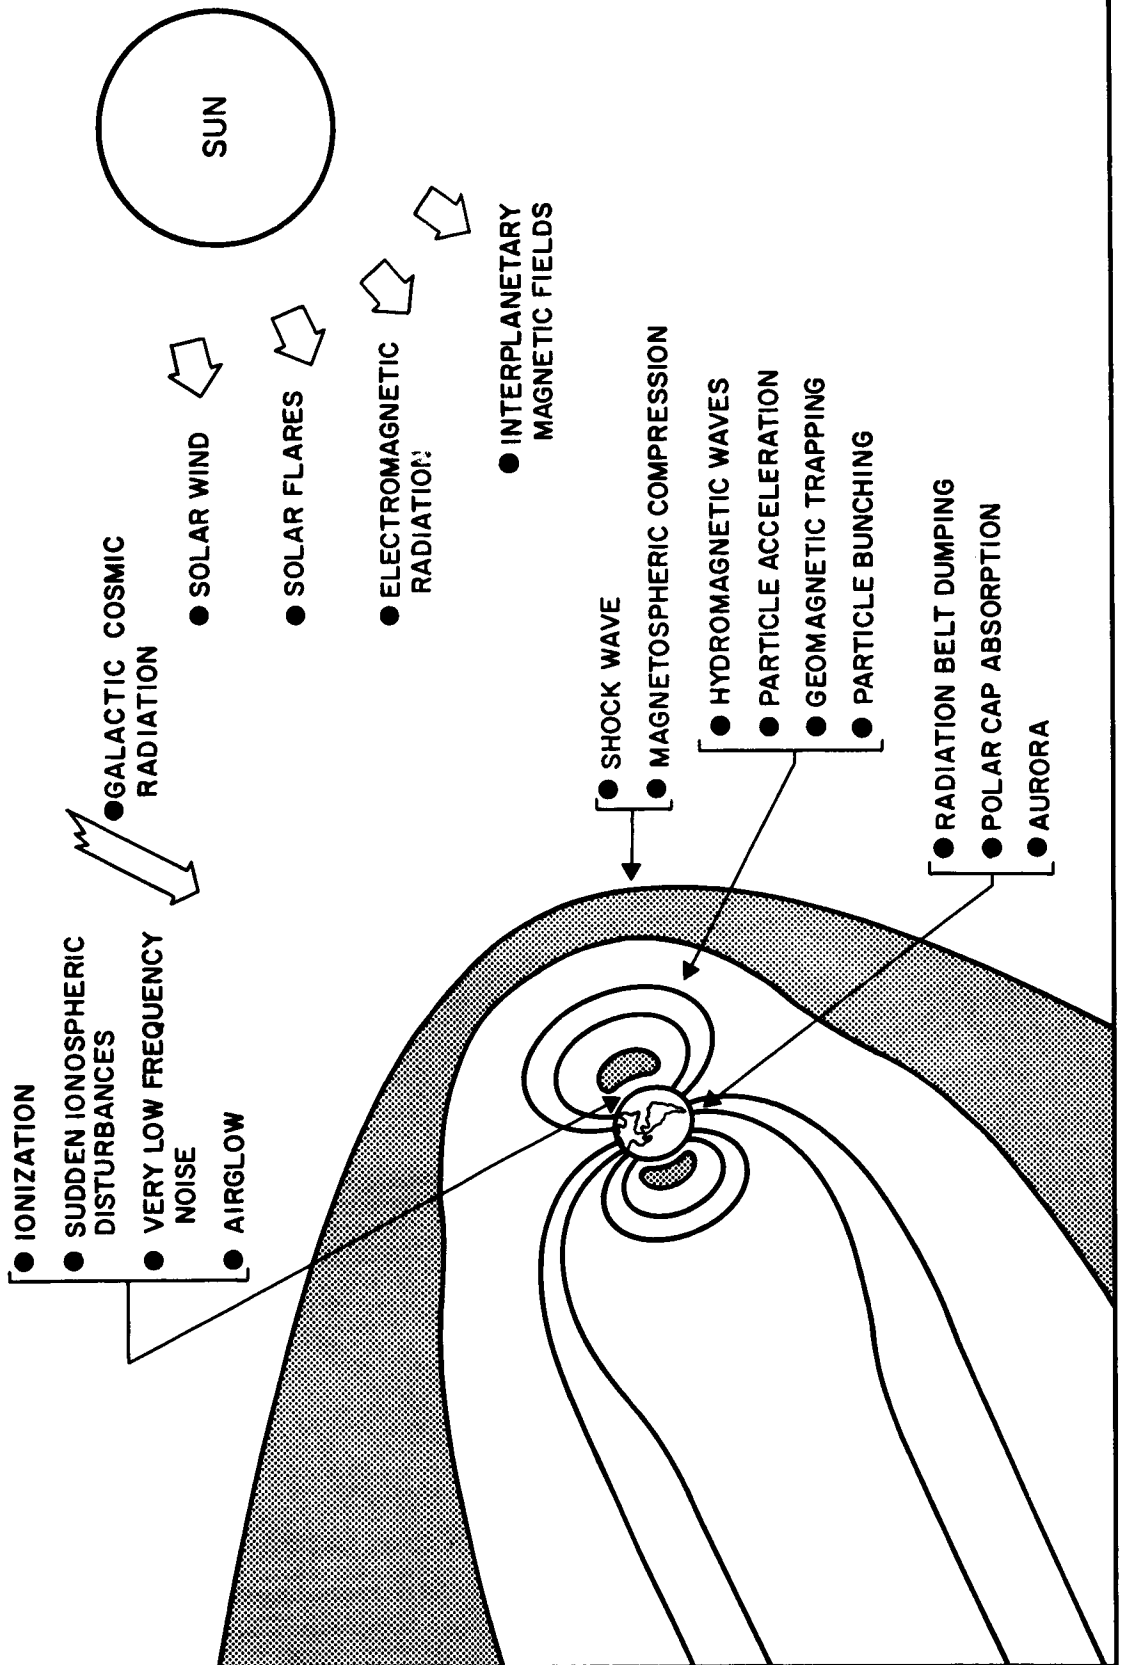 SUN
● GALACTIC COSMIC
RADIATION
● SOLAR WIND
● SOLAR FLARES
● ELECTROMAGNETIC
RADIATION
● INTERPLANETARY
MAGNETIC FIELDS
● IONIZATION
● SUDDEN IONOSPHERIC
DISTURBANCES
● VERY LOW FREQUENCY
NOISE
● AIRGLOW
● SHOCK WAVE
● MAGNETOSPHERIC COMPRESSION
● HYDROMAGNETIC WAVES
● PARTICLE ACCELERATION
● GEOMAGNETIC TRAPPING
● PARTICLE BUNCHING
● RADIATION BELT DUMPING
● POLAR CAP ABSORPTION
● AURORA